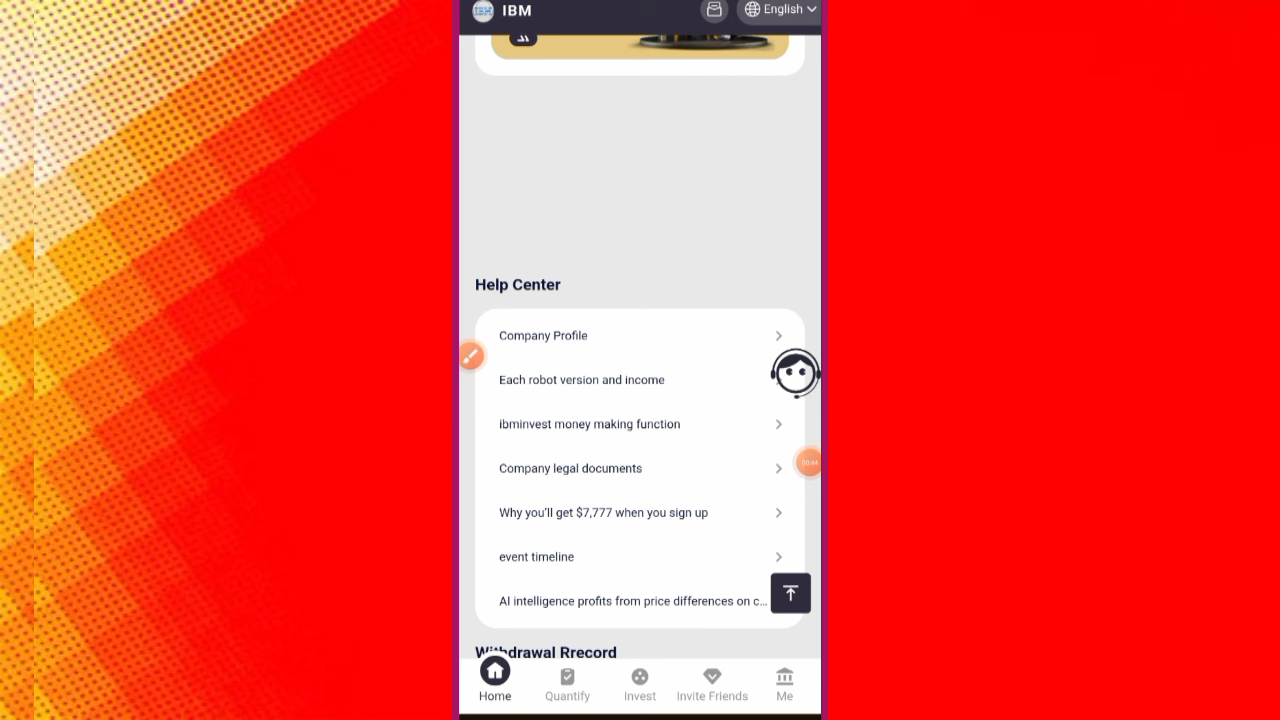 IBM
English
Help Center
Company Profile
Each robot version and income
ibminvest money making function
Company legal documents
00:44
Why you'll get $7,777 when you sign up
event timeline
AI intelligence profits from price differences on c...
Withdrawal Rrecord
Home
Quantify
Invest
Invite Friends
Me